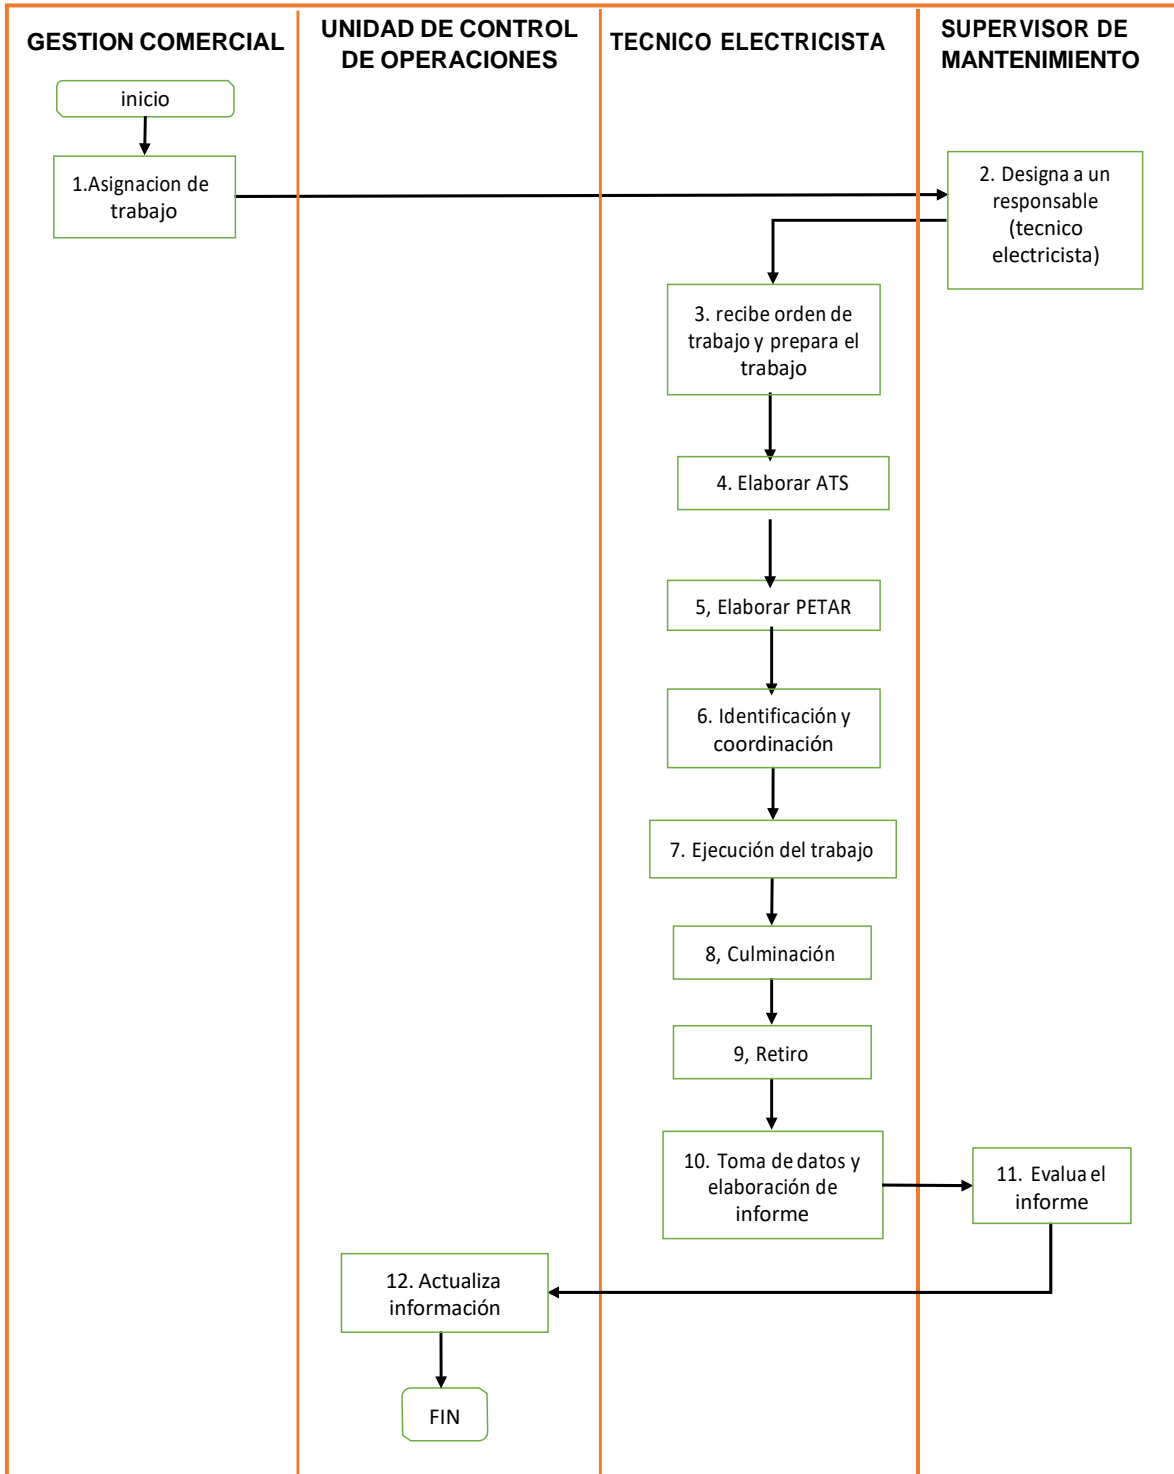 GESTION COMERCIAL
UNIDAD DE CONTROL
DE OPERACIONES
TECNICO ELECTRICISTA
SUPERVISOR DE
MANTENIMIENTO
inicio
1.Asignacion de
trabajo
2. Designa a un
responsable
(tecnico
electricista)
3. recibe orden de
trabajo y prepara el
trabajo
4. Elaborar ATS
5, Elaborar PETAR
6. Identificación y
coordinación
7. Ejecución del trabajo
8, Culminación
9, Retiro
10. Toma de datos y
elaboración de
informe
11. Evalua el
informe
12. Actualiza
información
FIN